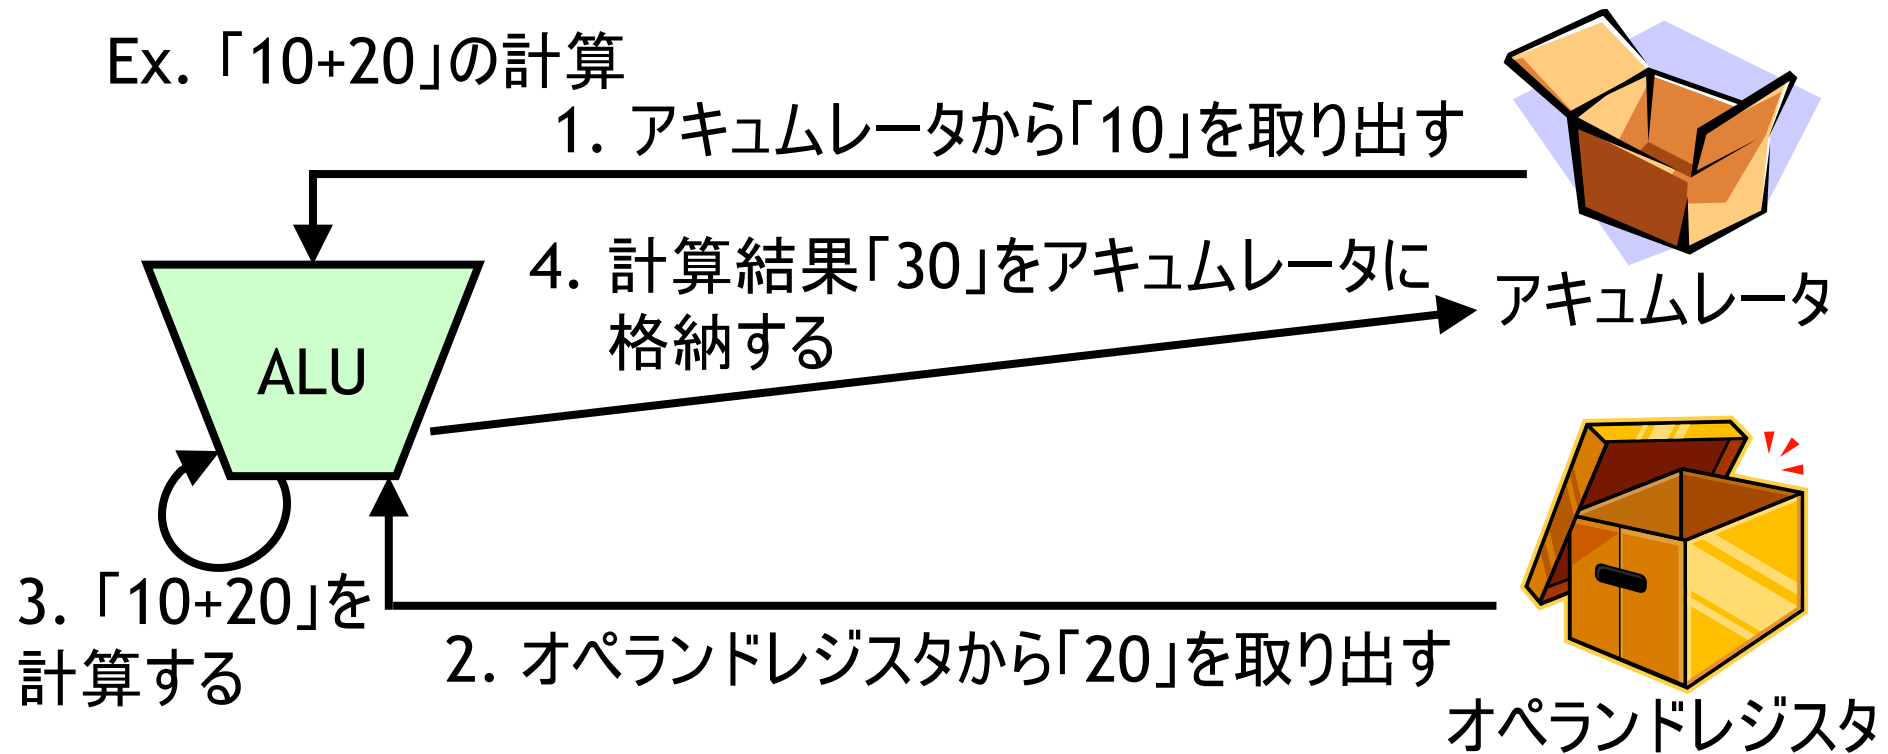 Ex. 「10+20」の計算
1. アキュムレータから「10」を取り出す
4. 計算結果「30」をアキュムレータに
格納する
アキュムレータ
ALU
3. 「10+20」を
計算する
2. オペランドレジスタから「20」を取り出す
オペランドレジスタ